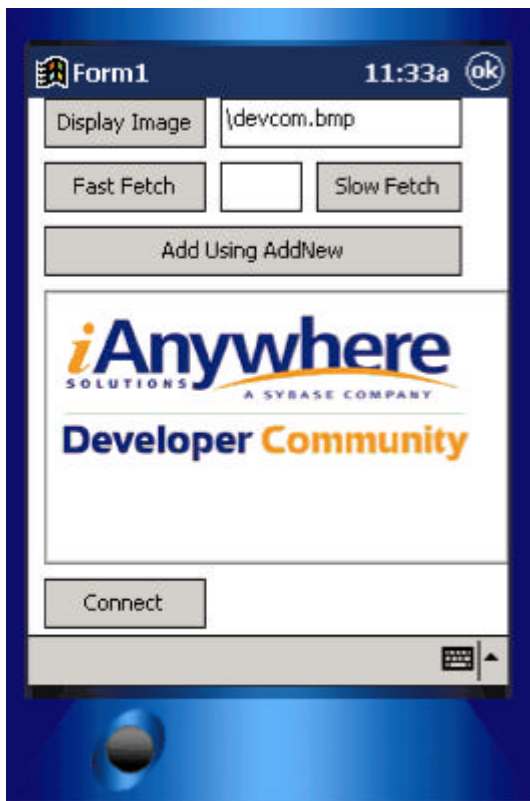 Form1 11:33a ok
Display Image \devcom.bmp
Fast Fetch Slow Fetch
Add Using AddNew
iAnywhere
SOLUTIONS
A SYBASE COMPANY
Developer Community
Connect